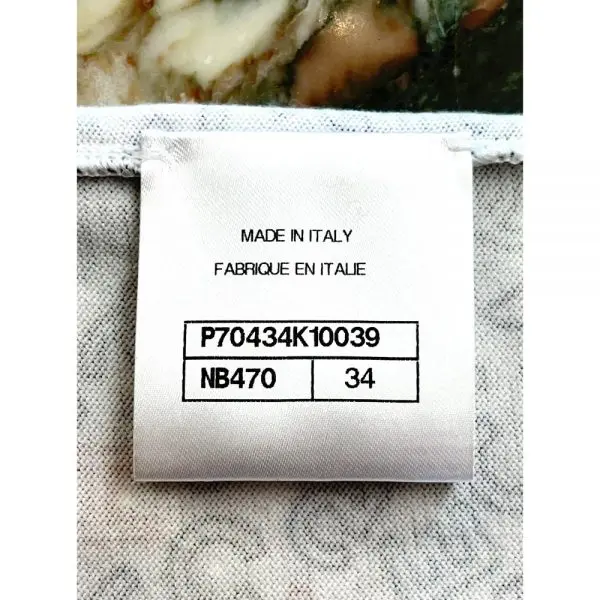 MADE IN ITALY
FABRIQUE EN ITALIE
P70434K10039
NB470 34